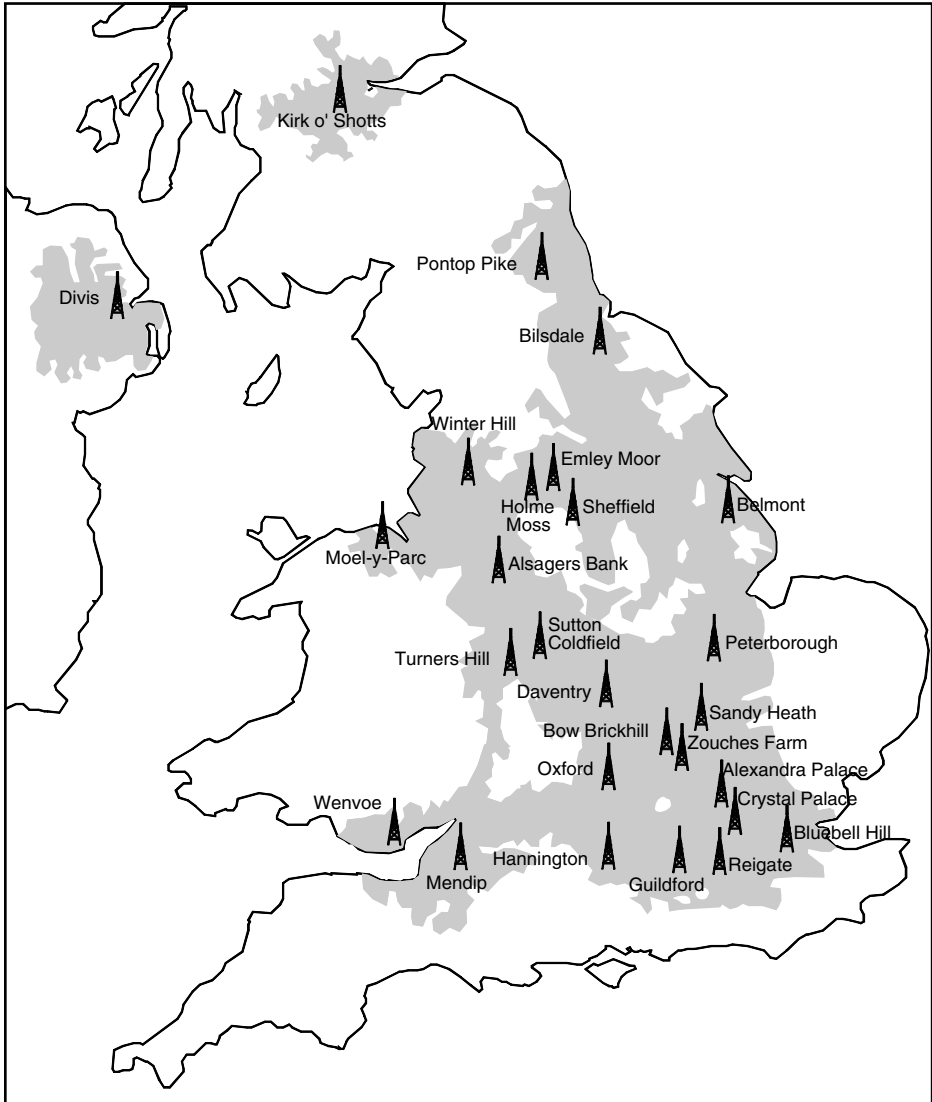 Kirk o' Shotts
Pontop Pike
Divis
Bilsdale
Winter Hill
Emley Moor
Holme
Moss
Sheffield
Belmont
Moel-y-Parc
Alsagers Bank
Sutton
Coldfield
Peterborough
Turners Hill
Daventry
Sandy Heath
Bow Brickhill
Zouches Farm
Oxford
Alexandra Palace
Crystal Palace
Wenvoe
Bluebell Hill
Hannington
Reigate
Mendip
Guildford